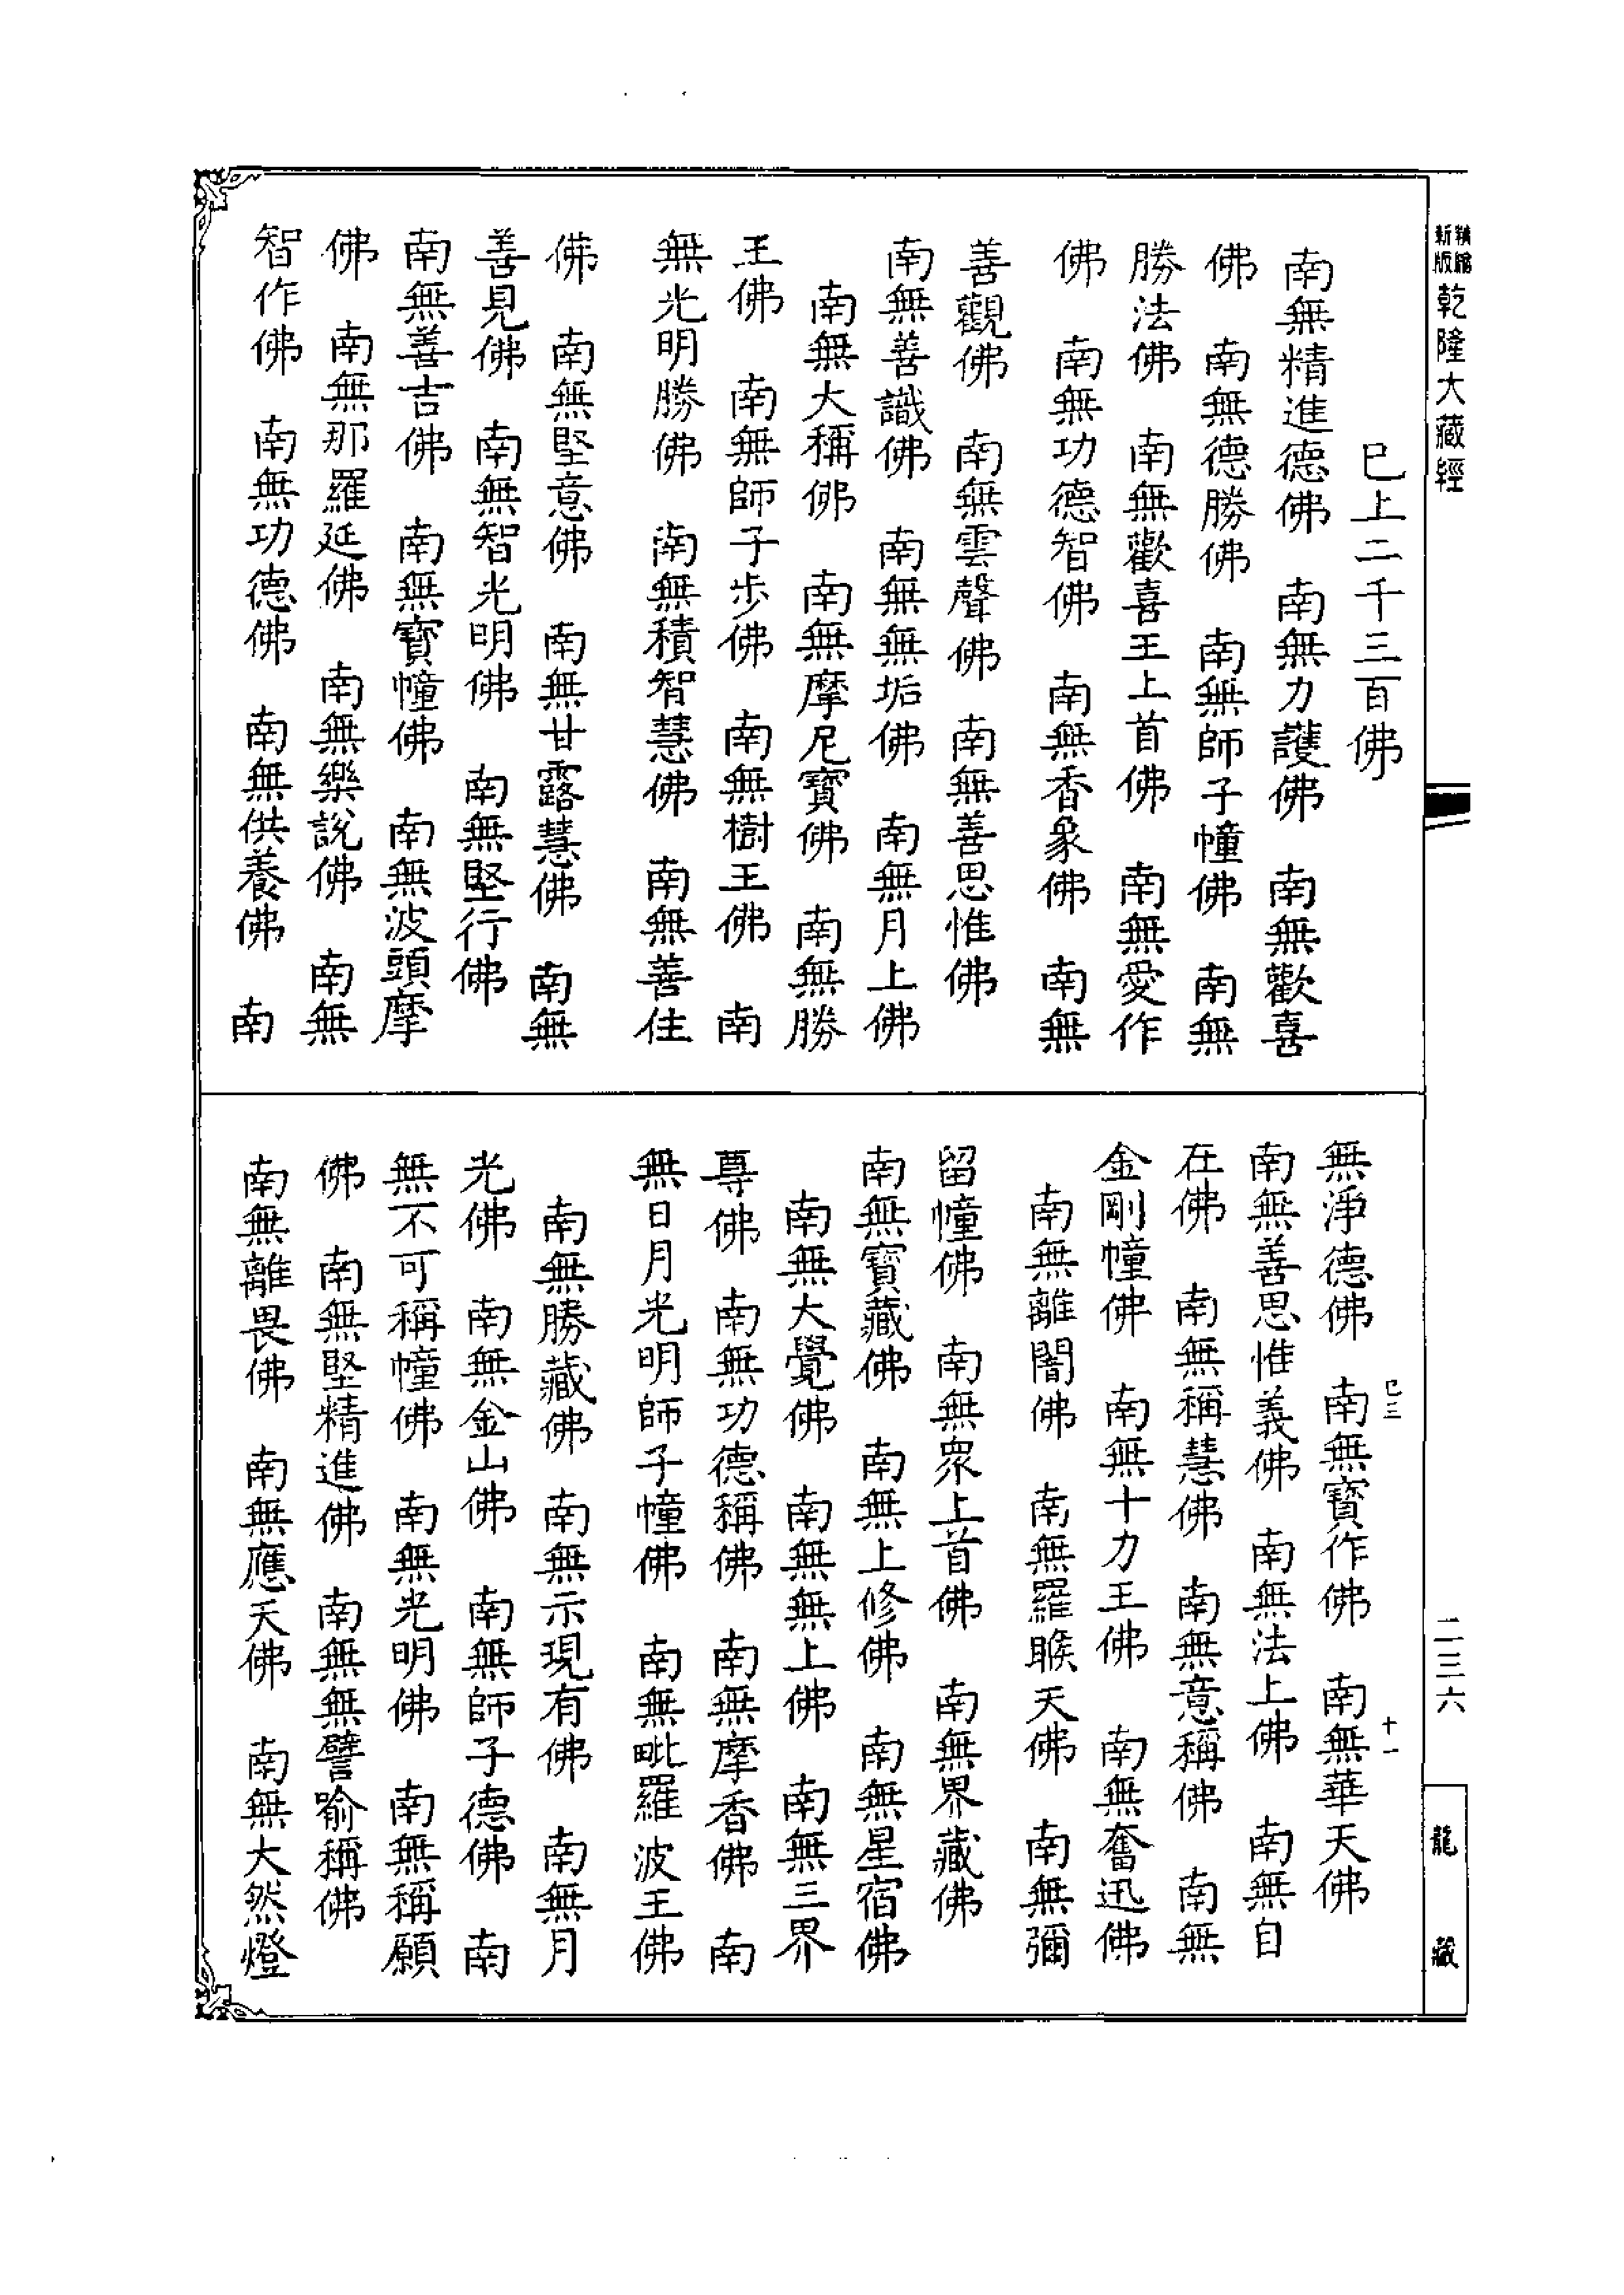 新版
精縮
乾隆大藏經
已上二千三百佛
南無精進德佛　南無力護佛　南無歡喜
佛　南無德勝佛　南無師子幢佛　南無
勝法佛　南無歡喜王上首佛　南無愛作
佛　南無功德智佛　南無香象佛　南無
善觀佛　南無雲聲佛　南無善思惟佛
南無善識佛　南無無垢佛　南無月上佛
南無大稱佛　南無摩尼寶佛　南無勝
王佛　南無師子步佛　南無樹王佛　南
無光明勝佛　南無積智慧佛　南無善住
佛　南無堅意佛　南無甘露慧佛　南無
善見佛　南無智光明佛　南無堅行佛
南無善吉佛　南無寶幢佛　南無波頭摩
佛　南無那羅延佛　南無樂說佛　南無
智作佛　南無功德佛　南無供養佛　南
無淨德佛　南無寶作佛　南無華天佛
南無善思惟義佛　南無法上佛　南無自
在佛　南無稱慧佛　南無意稱佛　南無
金剛幢佛　南無十力王佛　南無奮迅佛
南無離闇佛　南無羅睺天佛　南無彌
留幢佛　南無眾上首佛　南無界藏佛
南無寶藏佛　南無上修佛　南無星宿佛
南無大覺佛　南無無上佛　南無三界
尊佛　南無功德稱佛　南無摩香佛　南
無日月光明師子幢佛　南無毗羅波王佛
南無勝藏佛　南無示現有佛　南無月
光佛　南無金山佛　南無師子德佛　南
無不可稱幢佛　南無光明佛　南無稱願
佛　南無堅精進佛　南無無譬喻稱佛
南無離畏佛　南無應天佛　南無大然燈
已三
十一
二三六
龍藏